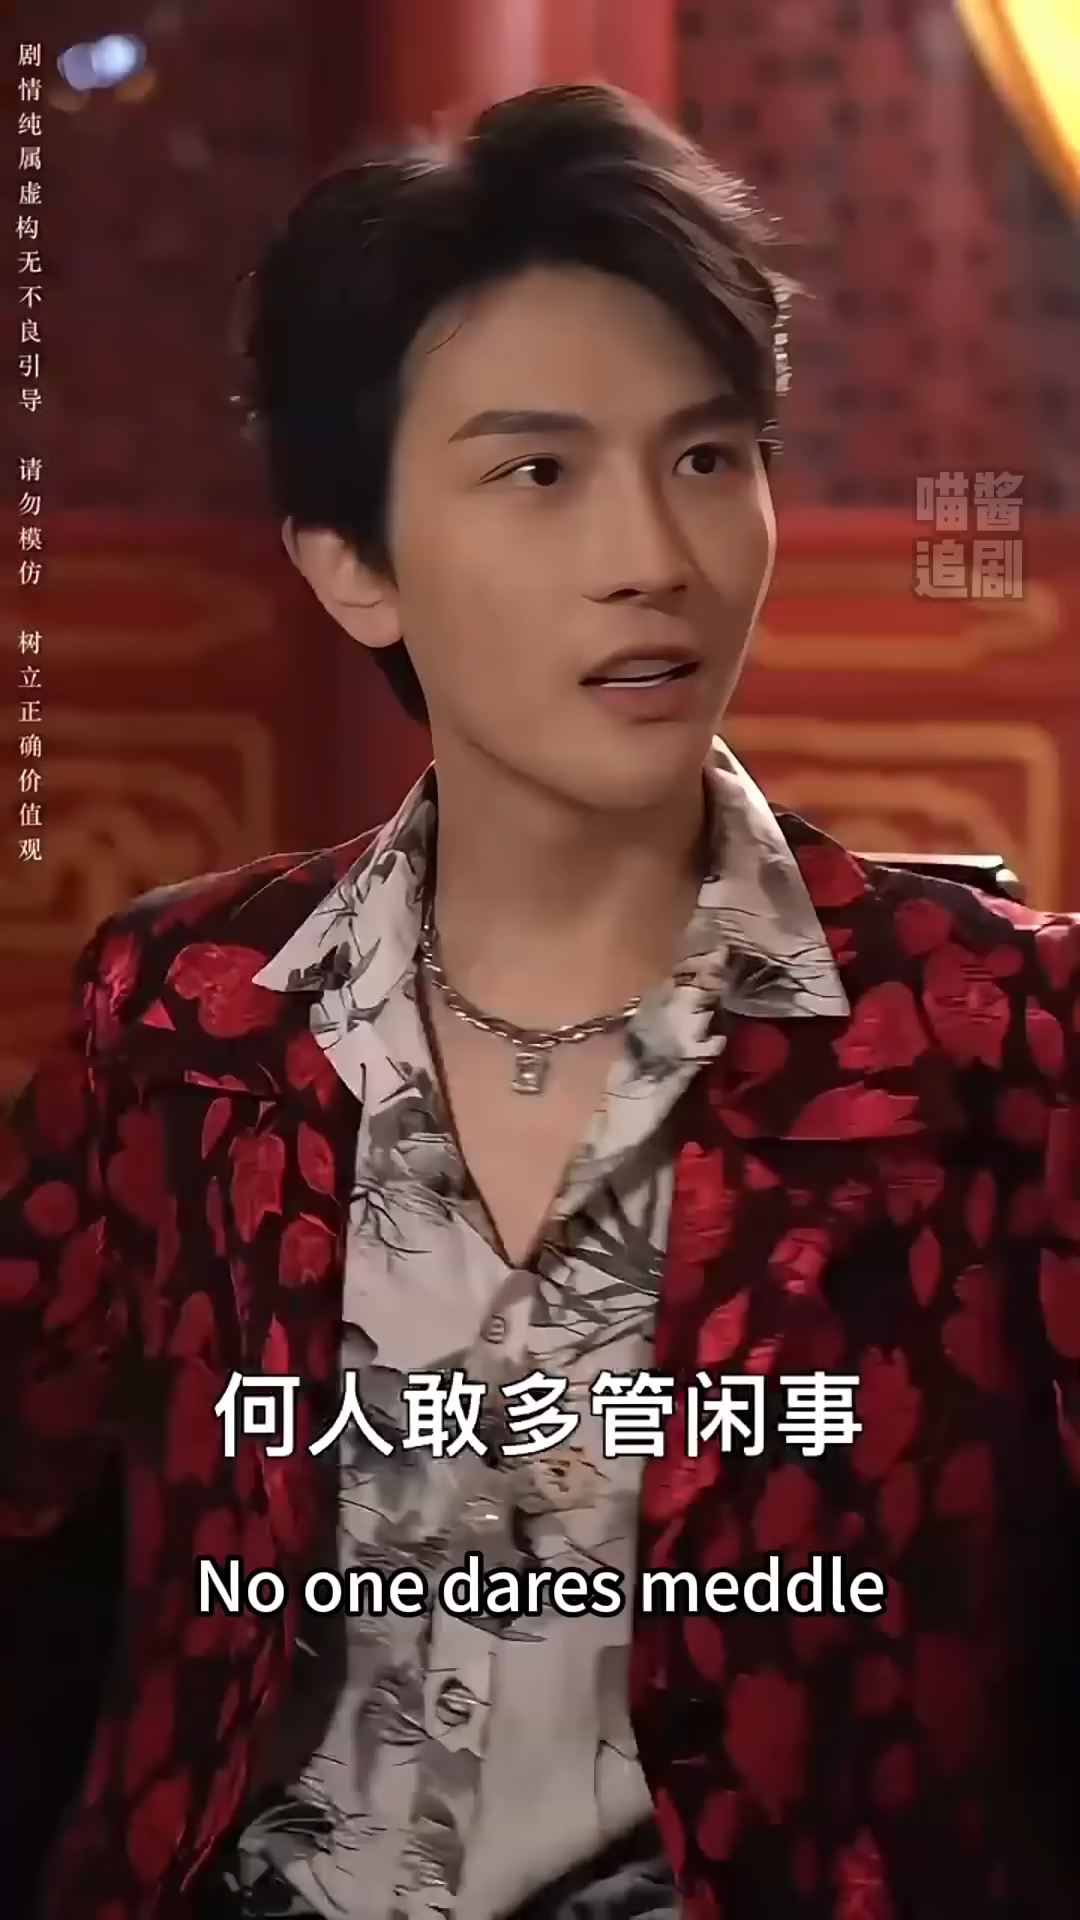 剧情纯属虚构无不良引导 请勿模仿 树立正确价值观
喵酱
追剧
何人敢多管闲事
No one dares meddle